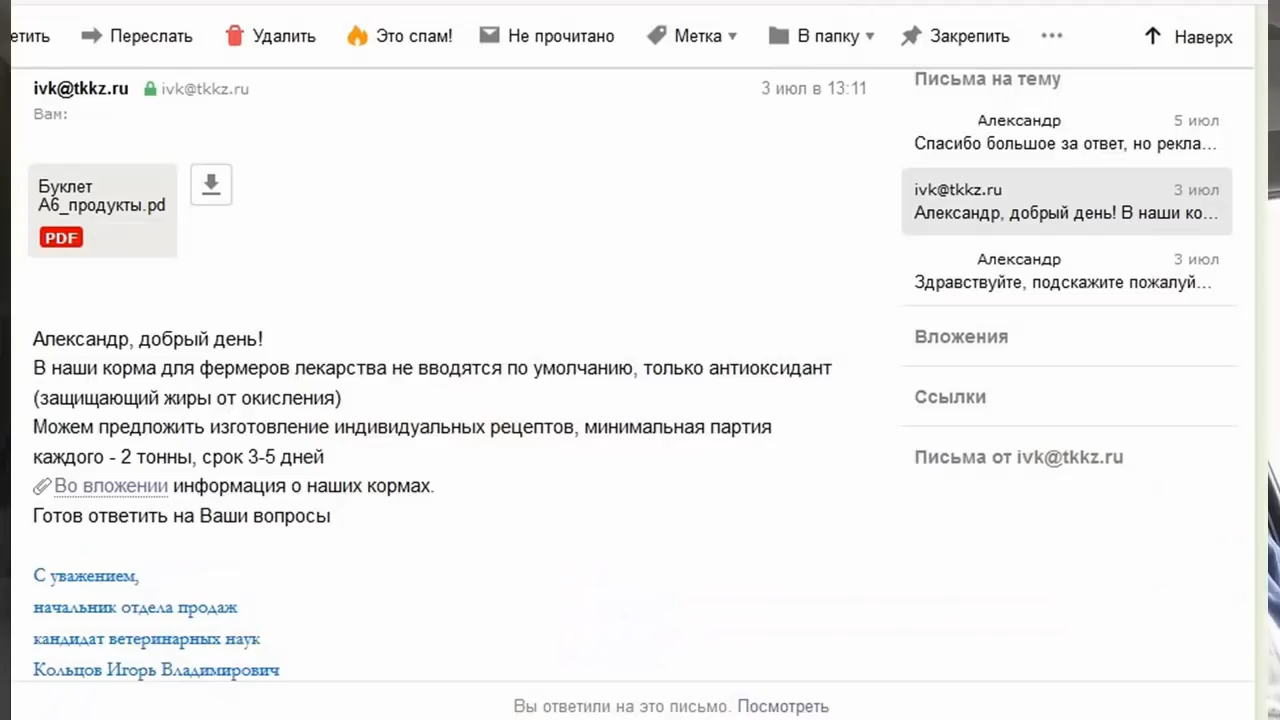 етить Переслать Удалить Это спам! Не прочитано Метка В папку Закрепить Наверх
ivk@tkkz.ru ivk@tkkz.ru 3 июл в 13:11
Вам:
Буклет
А6_продукты.pd
PDF
Александр, добрый день!
В наши корма для фермеров лекарства не вводятся по умолчанию, только антиоксидант
(защищающий жиры от окисления)
Можем предложить изготовление индивидуальных рецептов, минимальная партия
каждого - 2 тонны, срок 3-5 дней
Во вложении информация о наших кормах.
Готов ответить на Ваши вопросы
С уважением,
начальник отдела продаж
кандидат ветеринарных наук
Кольцов Игорь Владимирович
Вы ответили на это письмо. Посмотреть
Письма на тему
Александр 5 июл
Спасибо большое за ответ, но рекла...
ivk@tkkz.ru 3 июл
Александр, добрый день! В наши ко...
Александр 3 июл
Здравствуйте, подскажите пожалуй...
Вложения
Ссылки
Письма от ivk@tkkz.ru